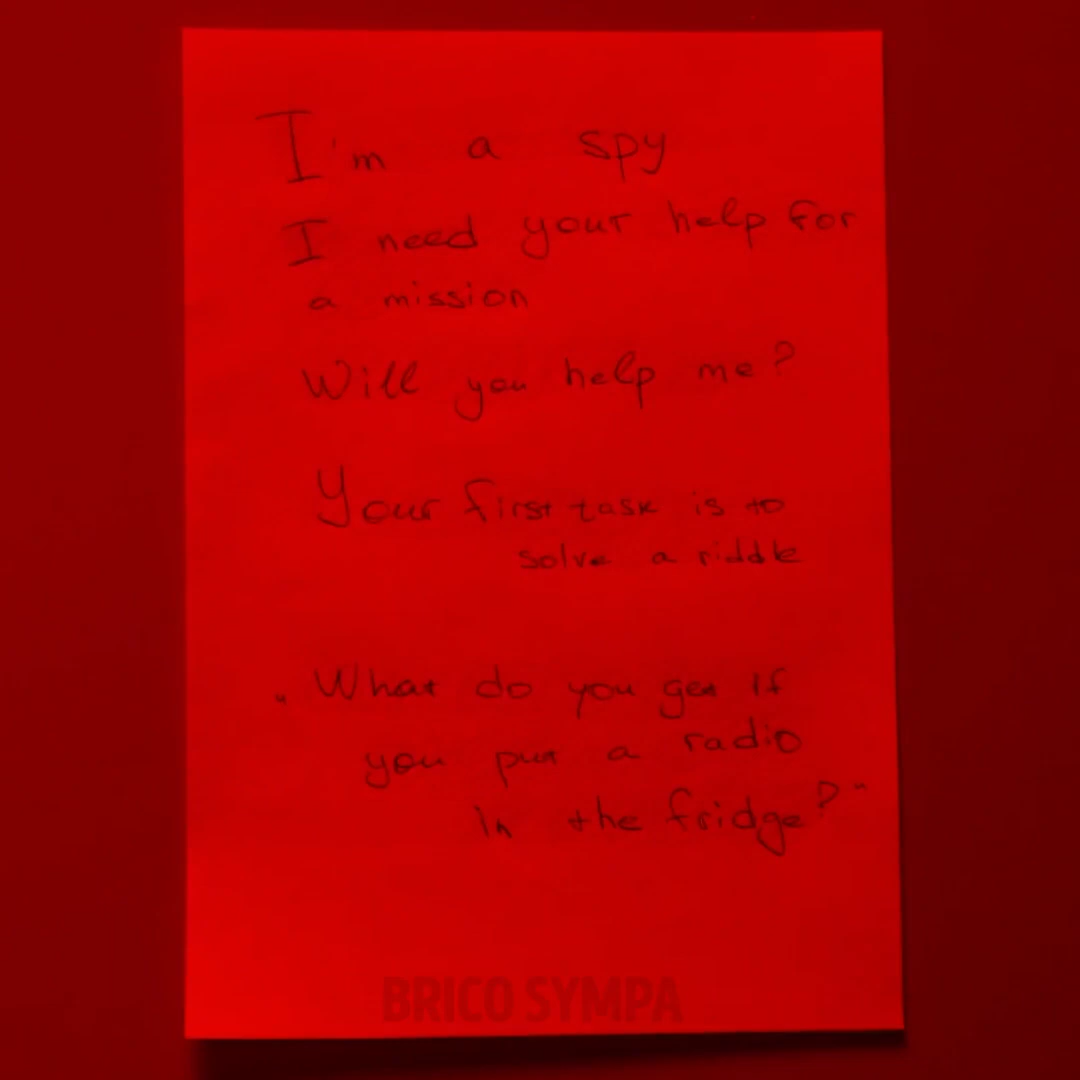 I'm a spy
I need your help for
a mission
Will you help me?
Your first task is to
solve a riddle
„What do you get if
you put a radio
in the fridge?"
BRICO SYMPA